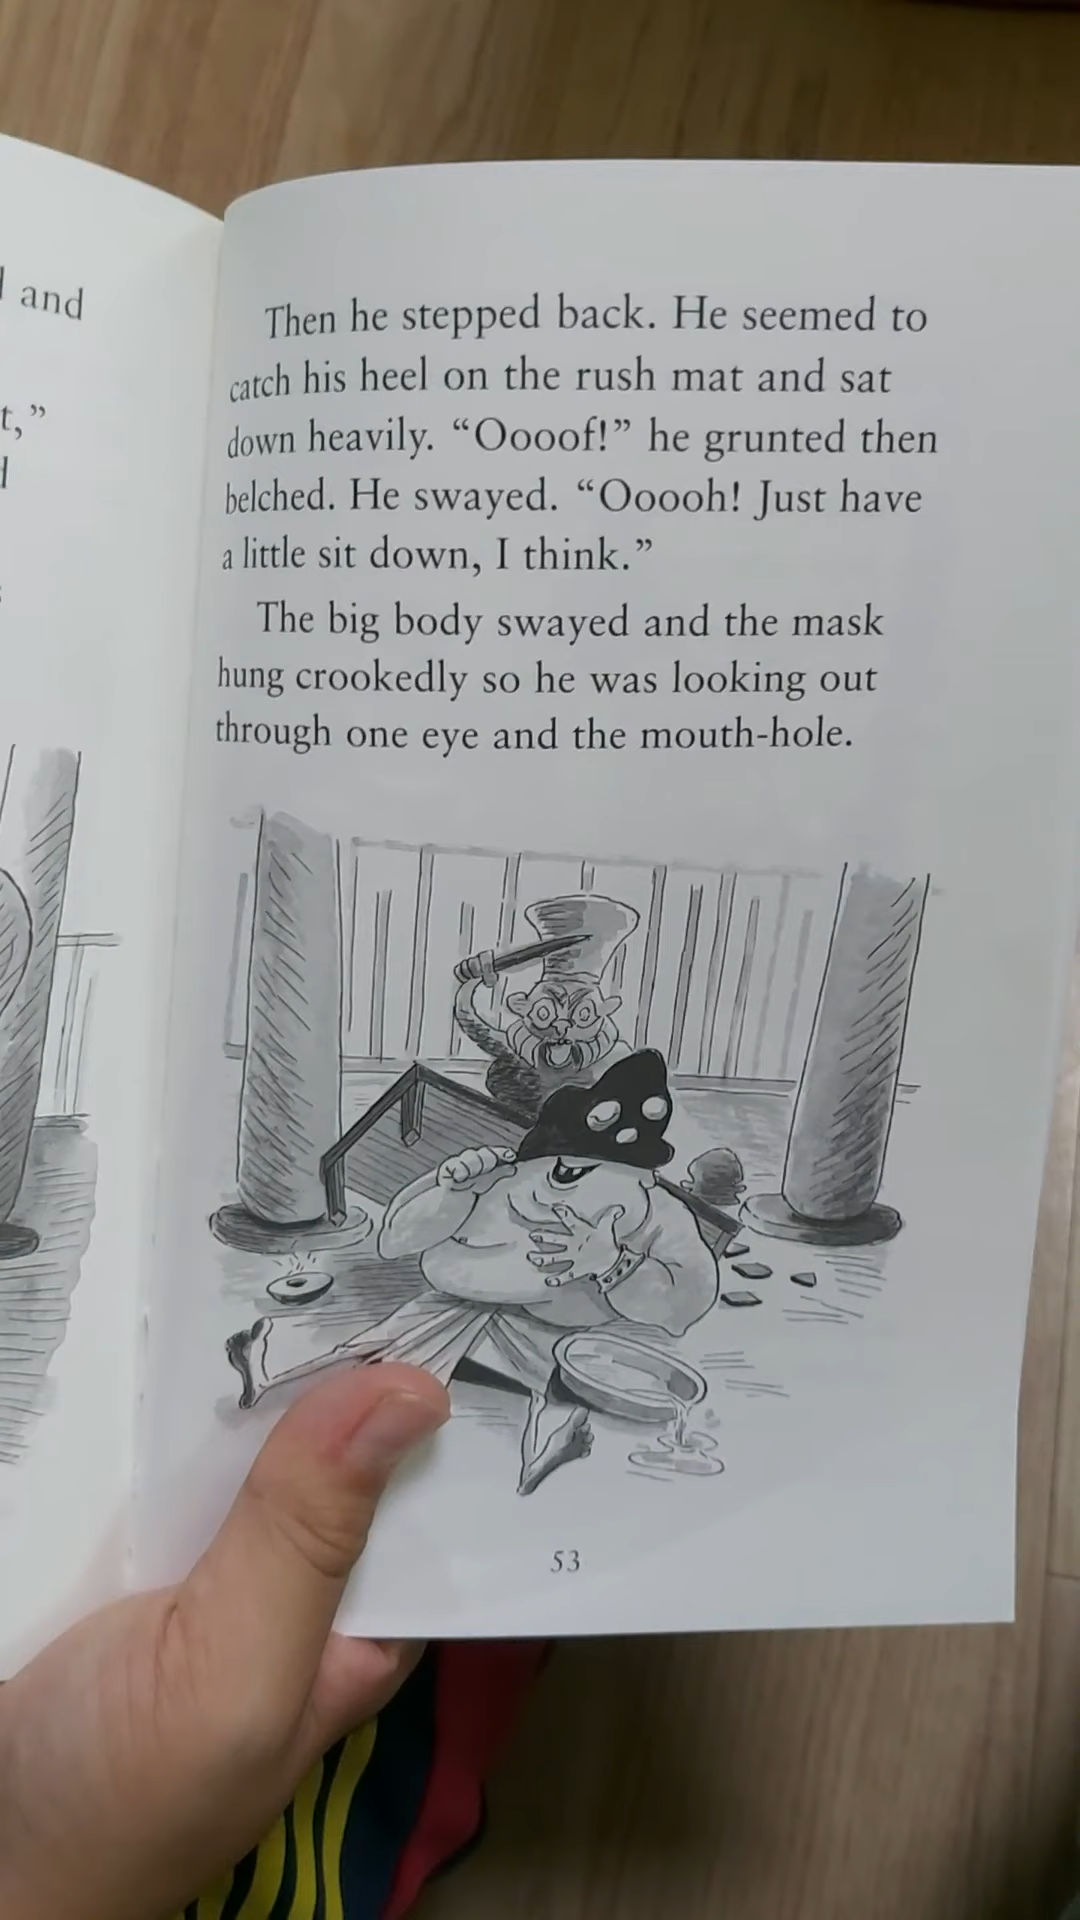 and
t,”
Then he stepped back. He seemed to
catch his heel on the rush mat and sat
down heavily. “Oooof!” he grunted then
belched. He swayed. “Ooooh! Just have
a little sit down, I think.”
The big body swayed and the mask
hung crookedly so he was looking out
through one eye and the mouth-hole.
53